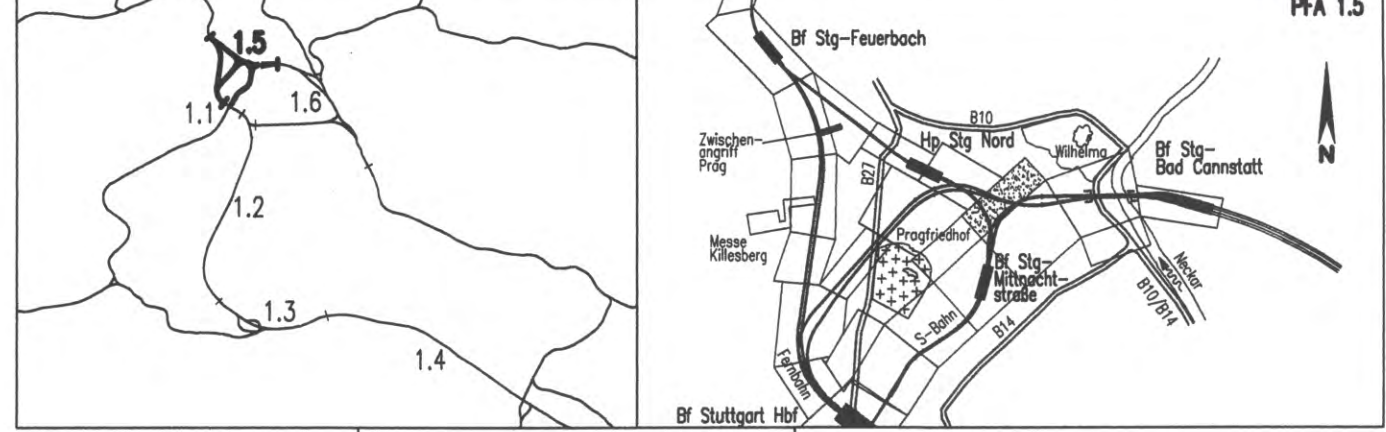 1.5
1.1
1.6
1.2
1.3
1.4
PFA 1.5
Bf Stg-Feuerbach
B10
Zwischen-
angriff
Prag
Hp Stg Nord
Wilhelma
Bf Stg-
Bad Cannstatt
N
B27
Messe
Killesberg
Pragfriedhof
Bf Stg-
Mittnacht-
straße
Neckar
B10/B14
S-Bahn
B14
Fernbahn
Bf Stuttgart Hbf